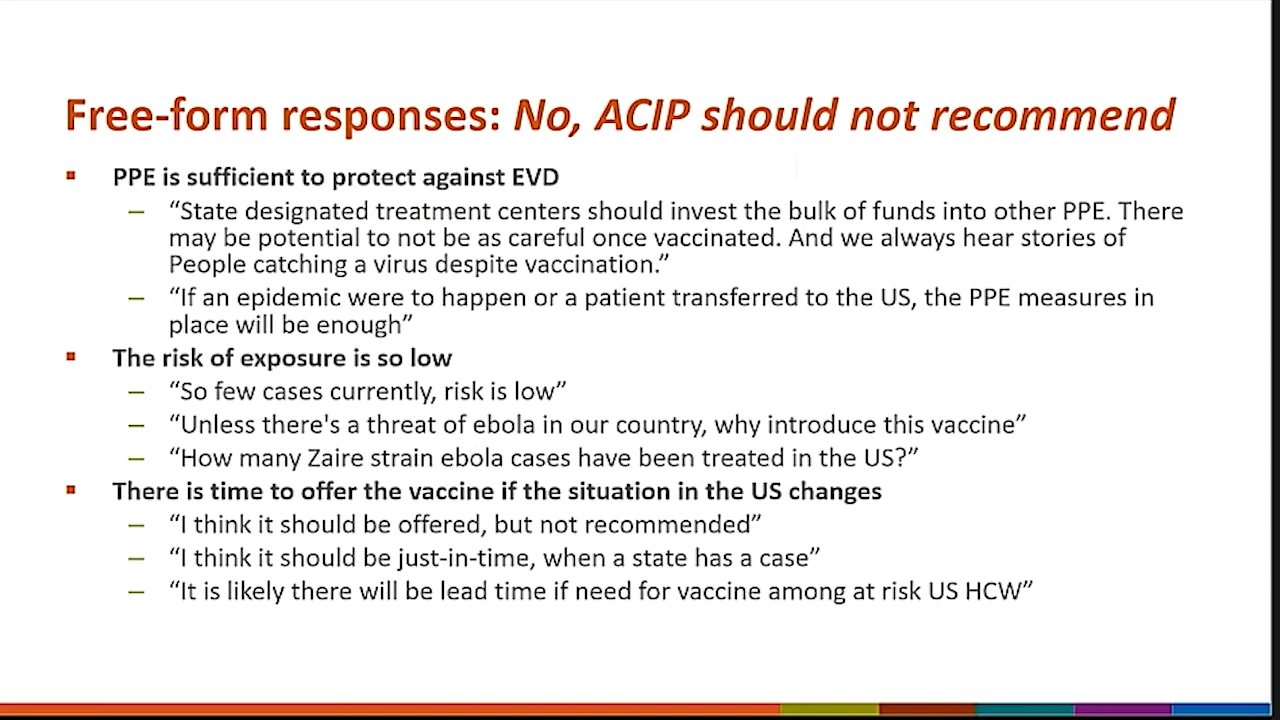 Free-form responses: No, ACIP should not recommend
▪ PPE is sufficient to protect against EVD
– “State designated treatment centers should invest the bulk of funds into other PPE. There
may be potential to not be as careful once vaccinated. And we always hear stories of
People catching a virus despite vaccination.”
– “If an epidemic were to happen or a patient transferred to the US, the PPE measures in
place will be enough”
▪ The risk of exposure is so low
– “So few cases currently, risk is low”
– “Unless there's a threat of ebola in our country, why introduce this vaccine”
– “How many Zaire strain ebola cases have been treated in the US?”
▪ There is time to offer the vaccine if the situation in the US changes
– “I think it should be offered, but not recommended”
– “I think it should be just-in-time, when a state has a case”
– “It is likely there will be lead time if need for vaccine among at risk US HCW”